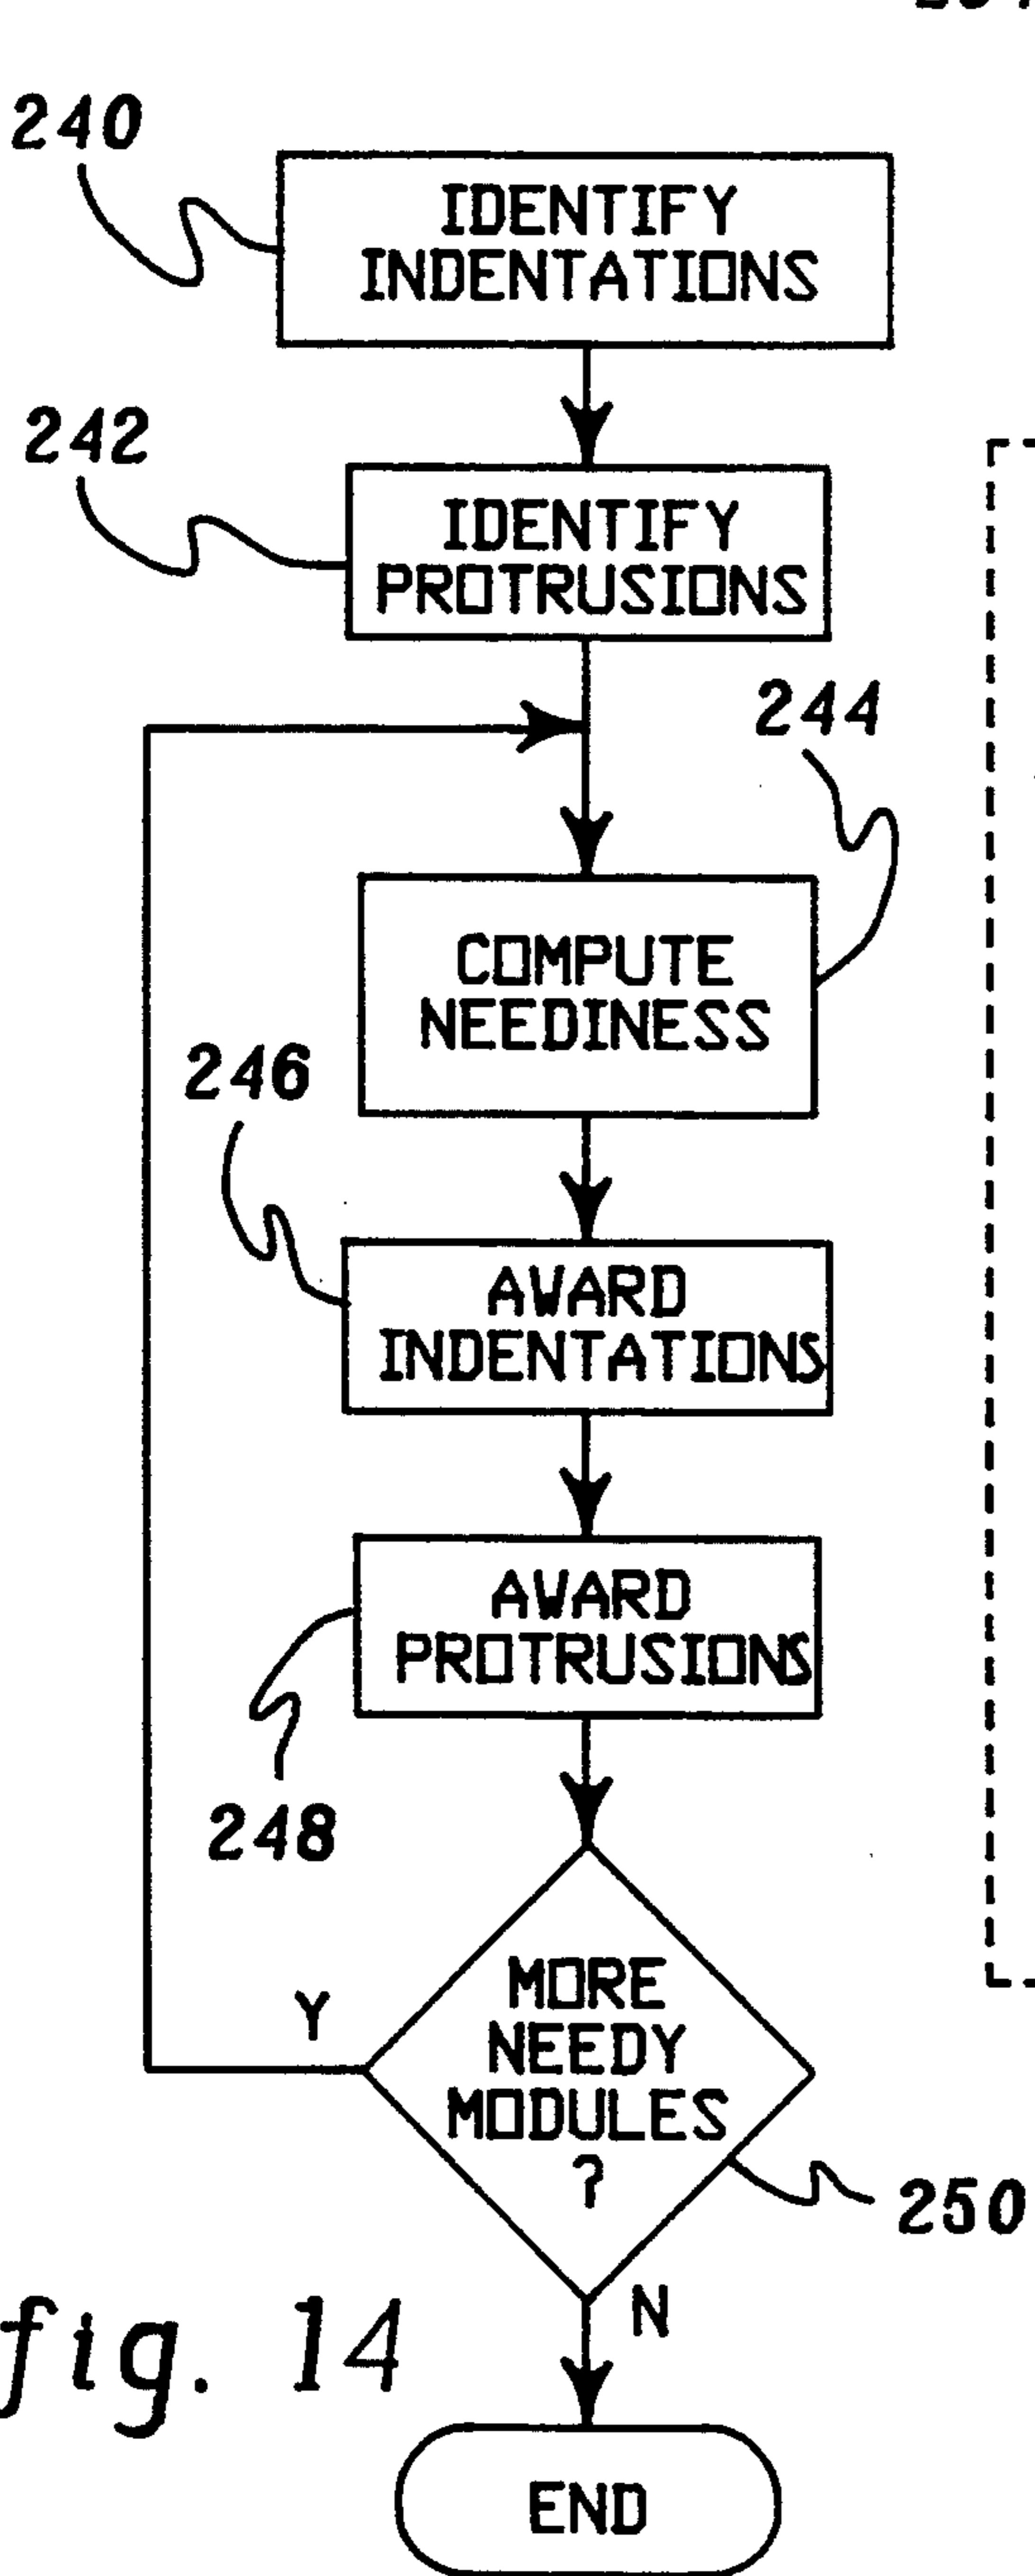 240
IDENTIFY
INDENTATIONS
242
IDENTIFY
PROTRUSIONS
244
COMPUTE
NEEDINESS
246
AWARD
INDENTATIONS
AWARD
PROTRUSIONS
248
MORE
NEEDY
MODULES
?
Y
250
N
fig. 14
END